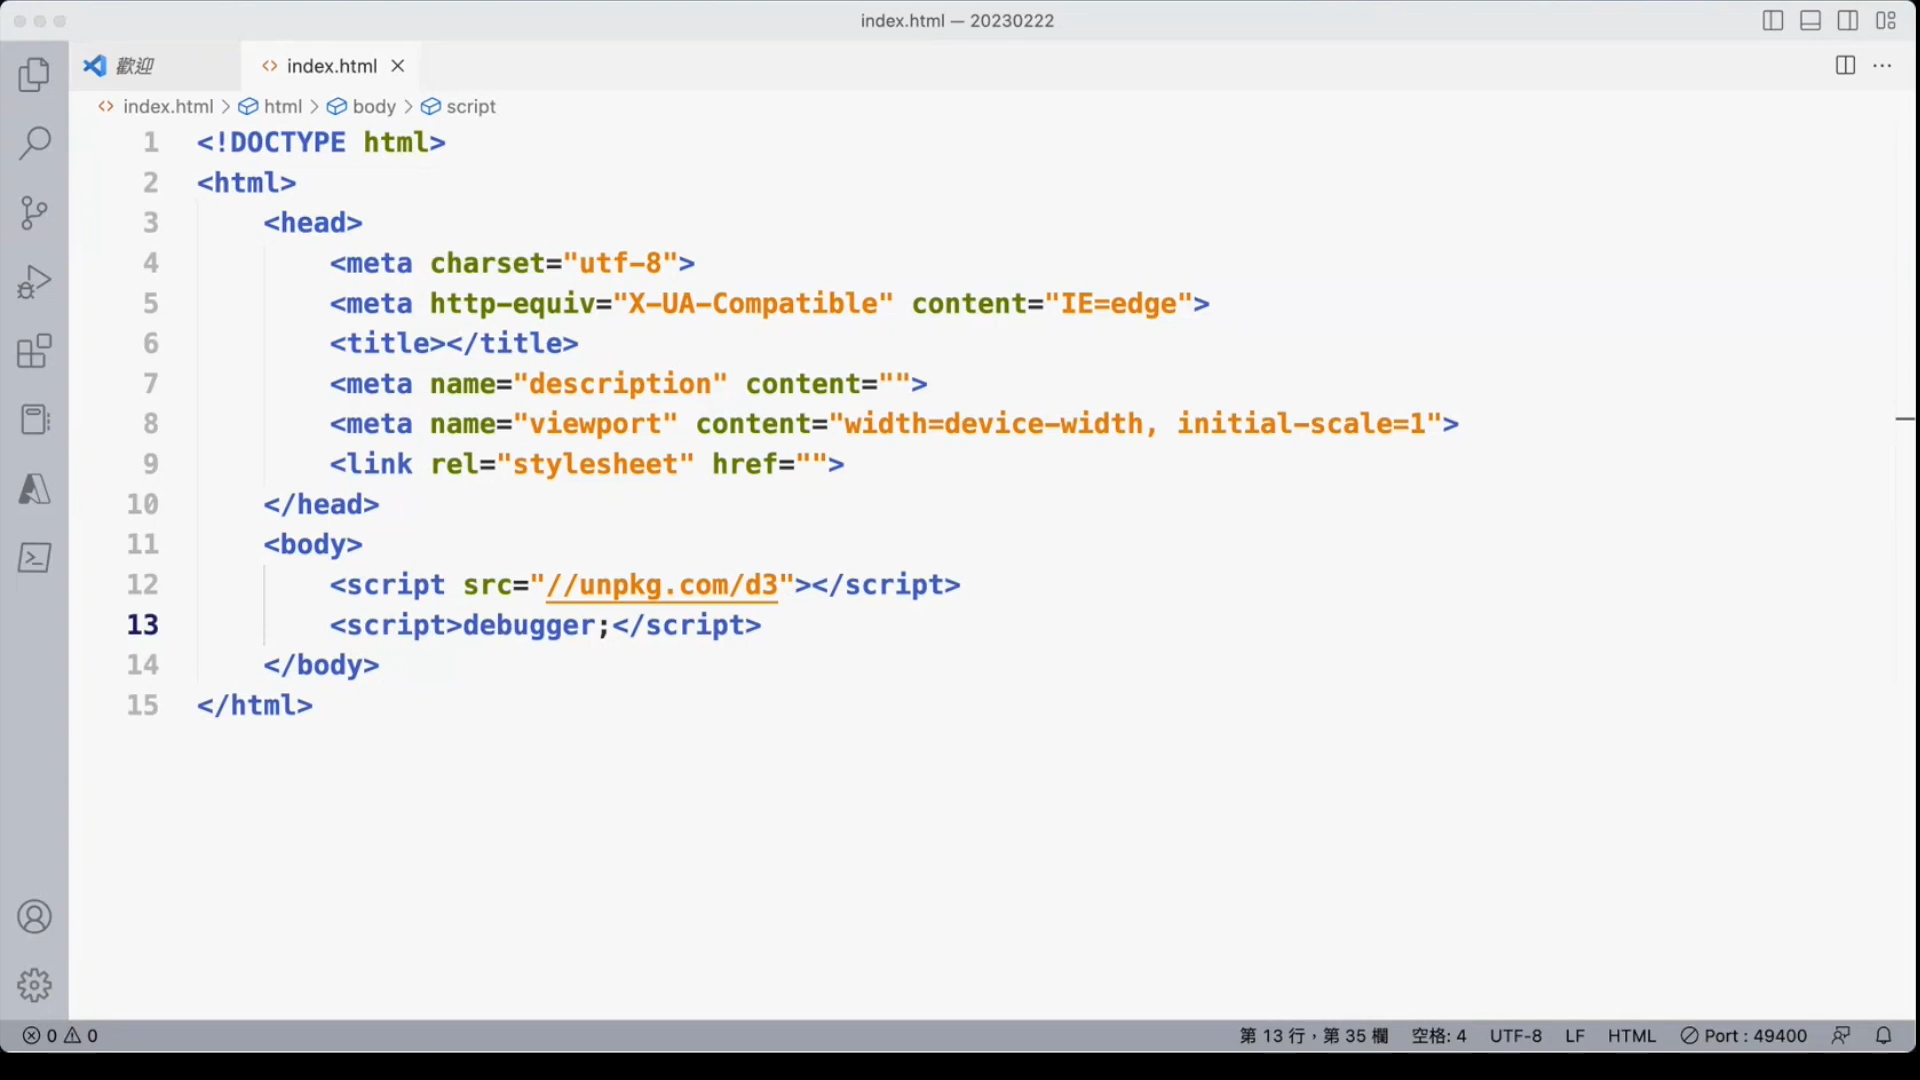 index.html — 20230222
歡迎
index.html
index.html > html > body > script
1 <!DOCTYPE html>
2 <html>
3 <head>
4 <meta charset="utf-8">
5 <meta http-equiv="X-UA-Compatible" content="IE=edge">
6 <title></title>
7 <meta name="description" content="">
8 <meta name="viewport" content="width=device-width, initial-scale=1">
9 <link rel="stylesheet" href="">
10 </head>
11 <body>
12 <script src="//unpkg.com/d3"></script>
13 <script>debugger;</script>
14 </body>
15 </html>
0 0 第 13 行，第 35 欄 空格: 4 UTF-8 LF HTML Port : 49400